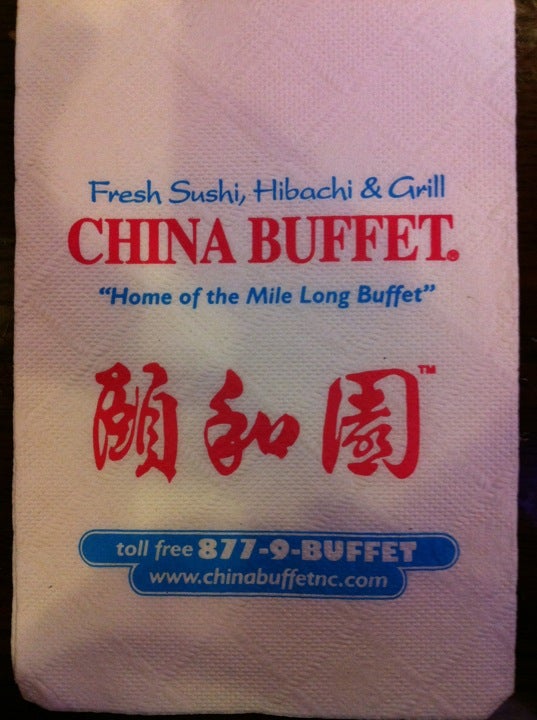 Fresh Sushi, Hibachi & Grill
CHINA BUFFET®
“Home of the Mile Long Buffet”
頤和園™
toll free 877-9-BUFFET
www.chinabuffetnc.com